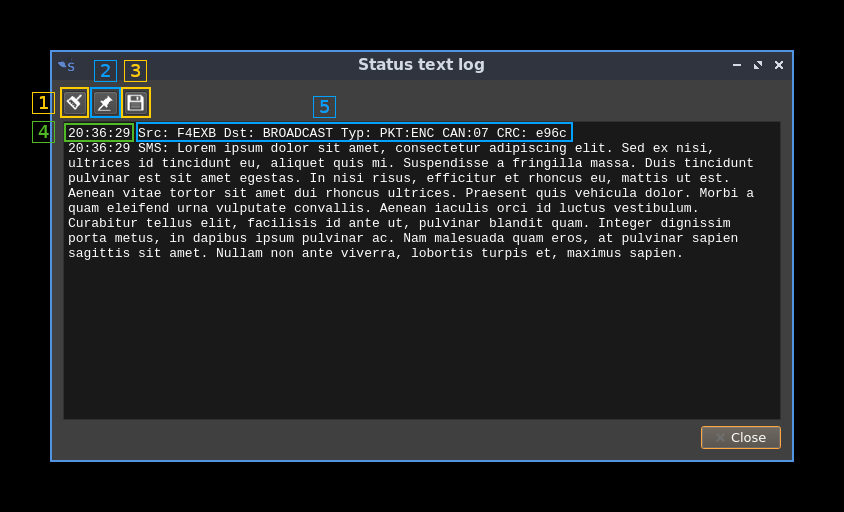 S
Status text log
2
3
1
5
4
20:36:29 Src: F4EXB Dst: BROADCAST Typ: PKT:ENC CAN:07 CRC: e96c
20:36:29 SMS: Lorem ipsum dolor sit amet, consectetur adipiscing elit. Sed ex nisi,
ultrices id tincidunt eu, aliquet quis mi. Suspendisse a fringilla massa. Duis tincidunt
pulvinar est sit amet egestas. In nisi risus, efficitur et rhoncus eu, mattis ut est.
Aenean vitae tortor sit amet dui rhoncus ultrices. Praesent quis vehicula dolor. Morbi a
quam eleifend urna vulputate convallis. Aenean iaculis orci id luctus vestibulum.
Curabitur tellus elit, facilisis id ante ut, pulvinar blandit quam. Integer dignissim
porta metus, in dapibus ipsum pulvinar ac. Nam malesuada quam eros, at pulvinar sapien
sagittis sit amet. Nullam non ante viverra, lobortis turpis et, maximus sapien.
Close